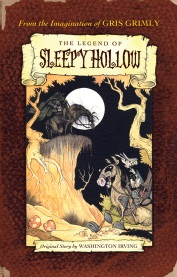 From the Imagination of GRIS GRIMLY
THE LEGEND OF
SLEEPY HOLLOW
Original Story by WASHINGTON IRVING